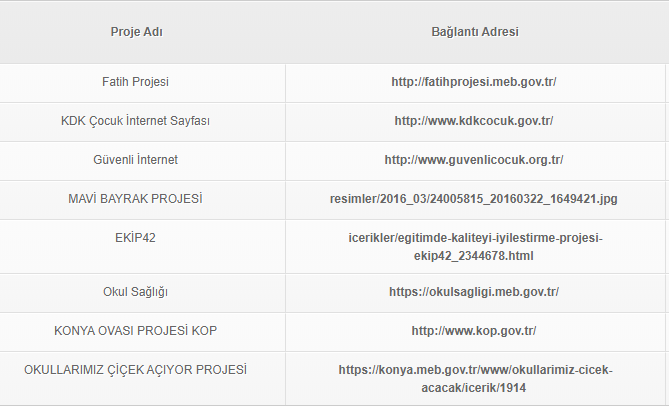 Proje Adı Bağlantı Adresi
Fatih Projesi http://fatihprojesi.meb.gov.tr/
KDK Çocuk İnternet Sayfası http://www.kdkcocuk.gov.tr/
Güvenli İnternet http://www.guvenlicocuk.org.tr/
MAVİ BAYRAK PROJESİ resimler/2016_03/24005815_20160322_1649421.jpg
EKİP42 icerikler/egitimde-kaliteyi-iyilestirme-projesi-
ekip42_2344678.html
Okul Sağlığı https://okulsagligi.meb.gov.tr/
KONYA OVASI PROJESİ KOP http://www.kop.gov.tr/
OKULLARIMIZ ÇİÇEK AÇIYOR PROJESİ https://konya.meb.gov.tr/www/okullarimiz-cicek-
acacak/icerik/1914